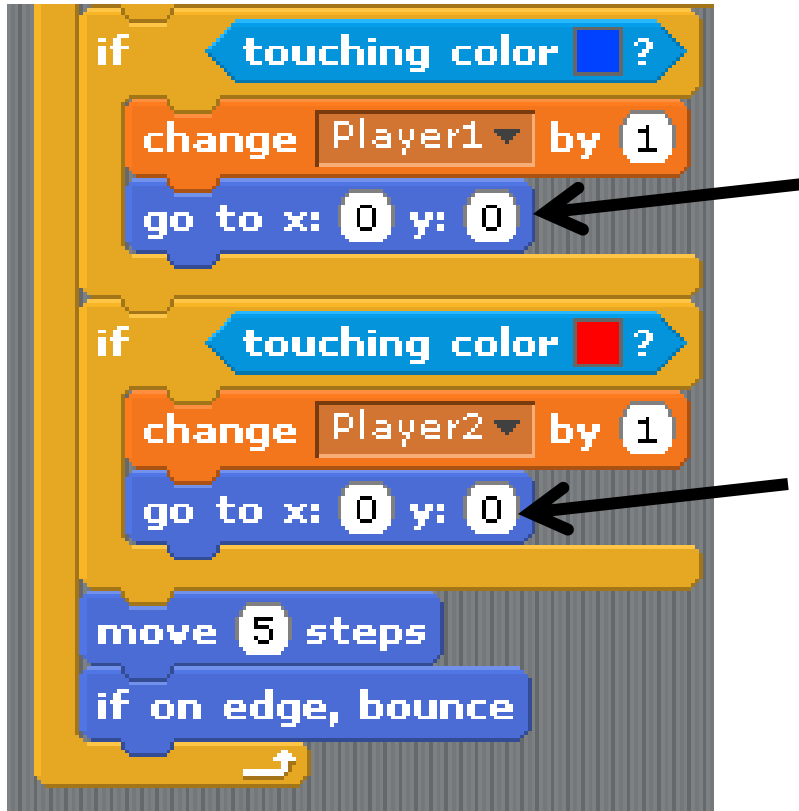 if touching color ?
change Player1 by 1
go to x: 0 y: 0
if touching color ?
change Player2 by 1
go to x: 0 y: 0
move 5 steps
if on edge, bounce